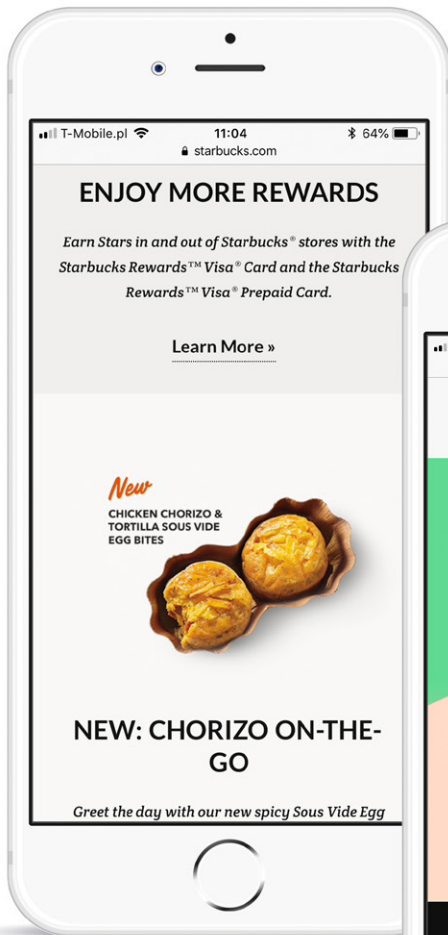 T-Mobile.pl 11:04 64%
starbucks.com
ENJOY MORE REWARDS
Earn Stars in and out of Starbucks® stores with the
Starbucks Rewards™ Visa® Card and the Starbucks
Rewards™ Visa® Prepaid Card.
Learn More »
New
CHICKEN CHORIZO &
TORTILLA SOUS VIDE
EGG BITES
NEW: CHORIZO ON-THE-
GO
Greet the day with our new spicy Sous Vide Egg